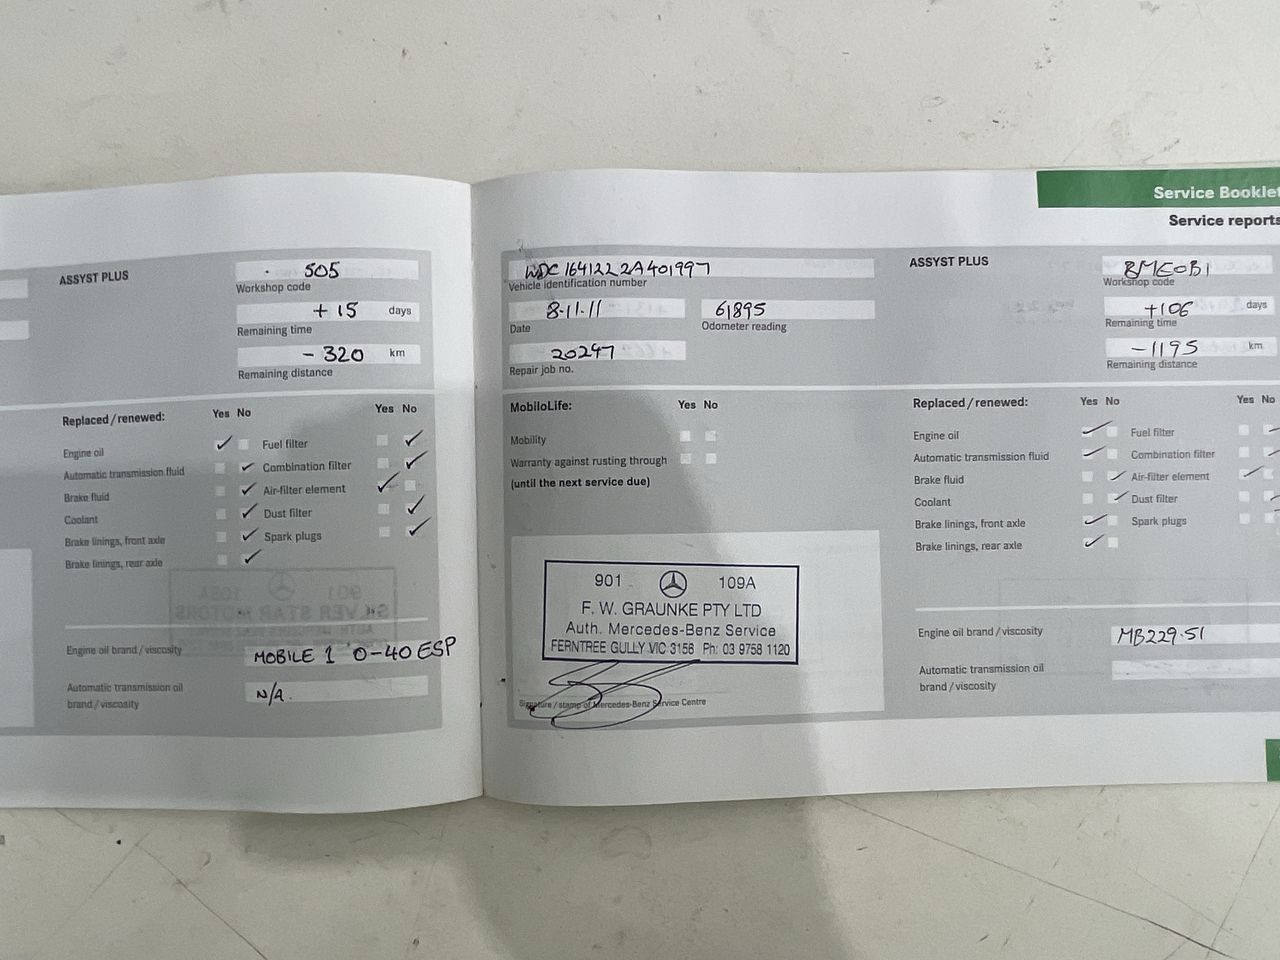 ASSYST PLUS
505
Workshop code
+15 days
Remaining time
-320 km
Remaining distance
Replaced/renewed:
Yes No
Yes No
Engine oil
Fuel filter
Automatic transmission fluid
Combination filter
Brake fluid
Air-filter element
Coolant
Dust filter
Brake linings, front axle
Spark plugs
Brake linings, rear axle
Engine oil brand/viscosity
MOBILE 1 0-40 ESP
Automatic transmission oil
brand/viscosity
N/A
Service Booklet
Service reports
WDC1641222A401997
Vehicle identification number
8.11.11
Date
61895
Odometer reading
20247
Repair job no.
ASSYST PLUS
Workshop code
+106 days
Remaining time
-1195 km
Remaining distance
MobiloLife:
Yes No
Mobility
Warranty against rusting through
(until the next service due)
901 109A
F. W. GRAUNKE PTY LTD
Auth. Mercedes-Benz Service
FERNTREE GULLY VIC 3156 Ph: 03 9758 1120
Signature/stamp of Mercedes-Benz Service Centre
Replaced/renewed:
Yes No
Yes No
Engine oil
Fuel filter
Automatic transmission fluid
Combination filter
Brake fluid
Air-filter element
Coolant
Dust filter
Brake linings, front axle
Spark plugs
Brake linings, rear axle
Engine oil brand/viscosity
MB229.51
Automatic transmission oil
brand/viscosity